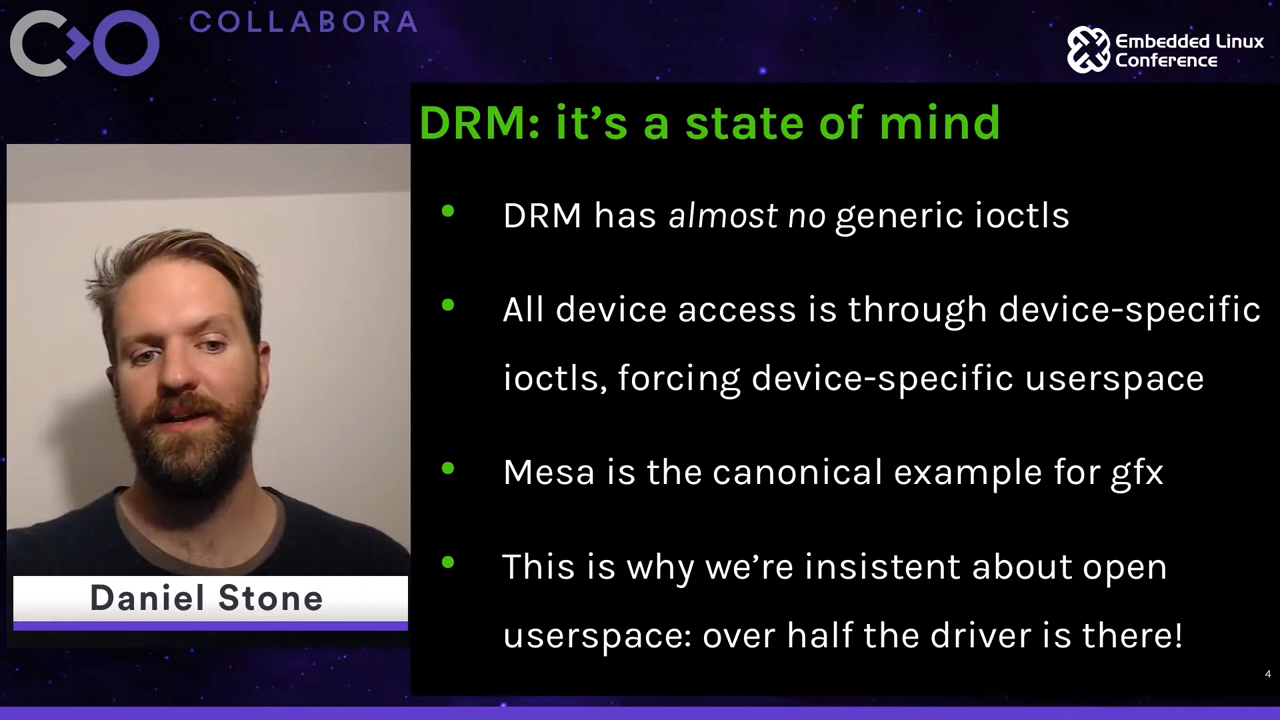 COLLABORA
Embedded Linux
Conference
DRM: it’s a state of mind
• DRM has almost no generic ioctls
• All device access is through device-specific
ioctls, forcing device-specific userspace
• Mesa is the canonical example for gfx
• This is why we’re insistent about open
userspace: over half the driver is there!
Daniel Stone
4